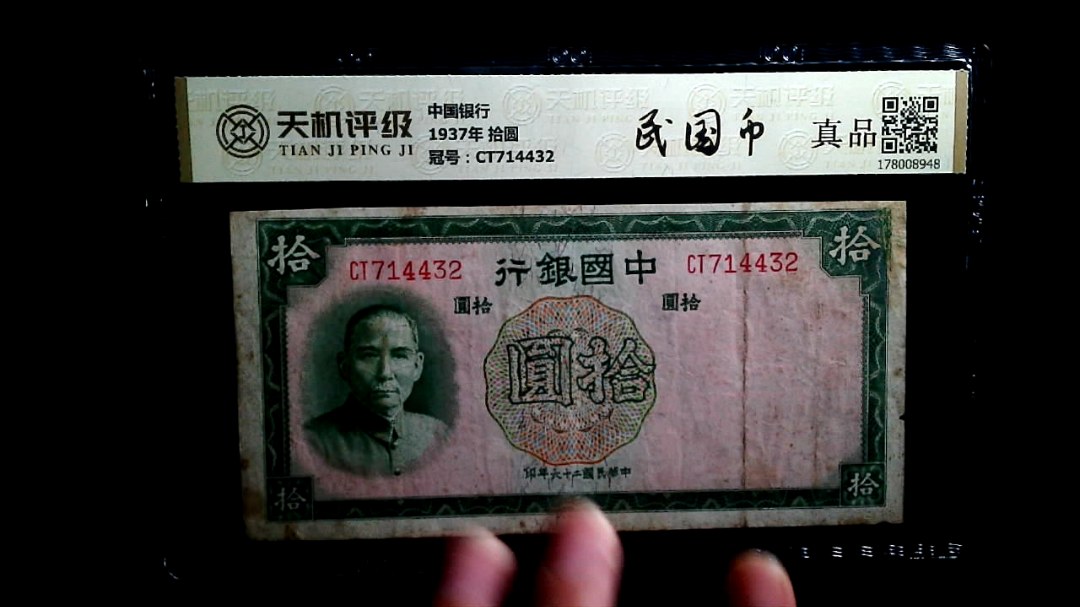 天机评级
TIAN JI PING JI
中国银行
1937年 拾圆
冠号：CT714432
民国币
真品
178008948
拾
拾
CT714432
行銀國中
CT714432
圓拾
圓拾
圓拾
印年六十二國民華中
拾
拾